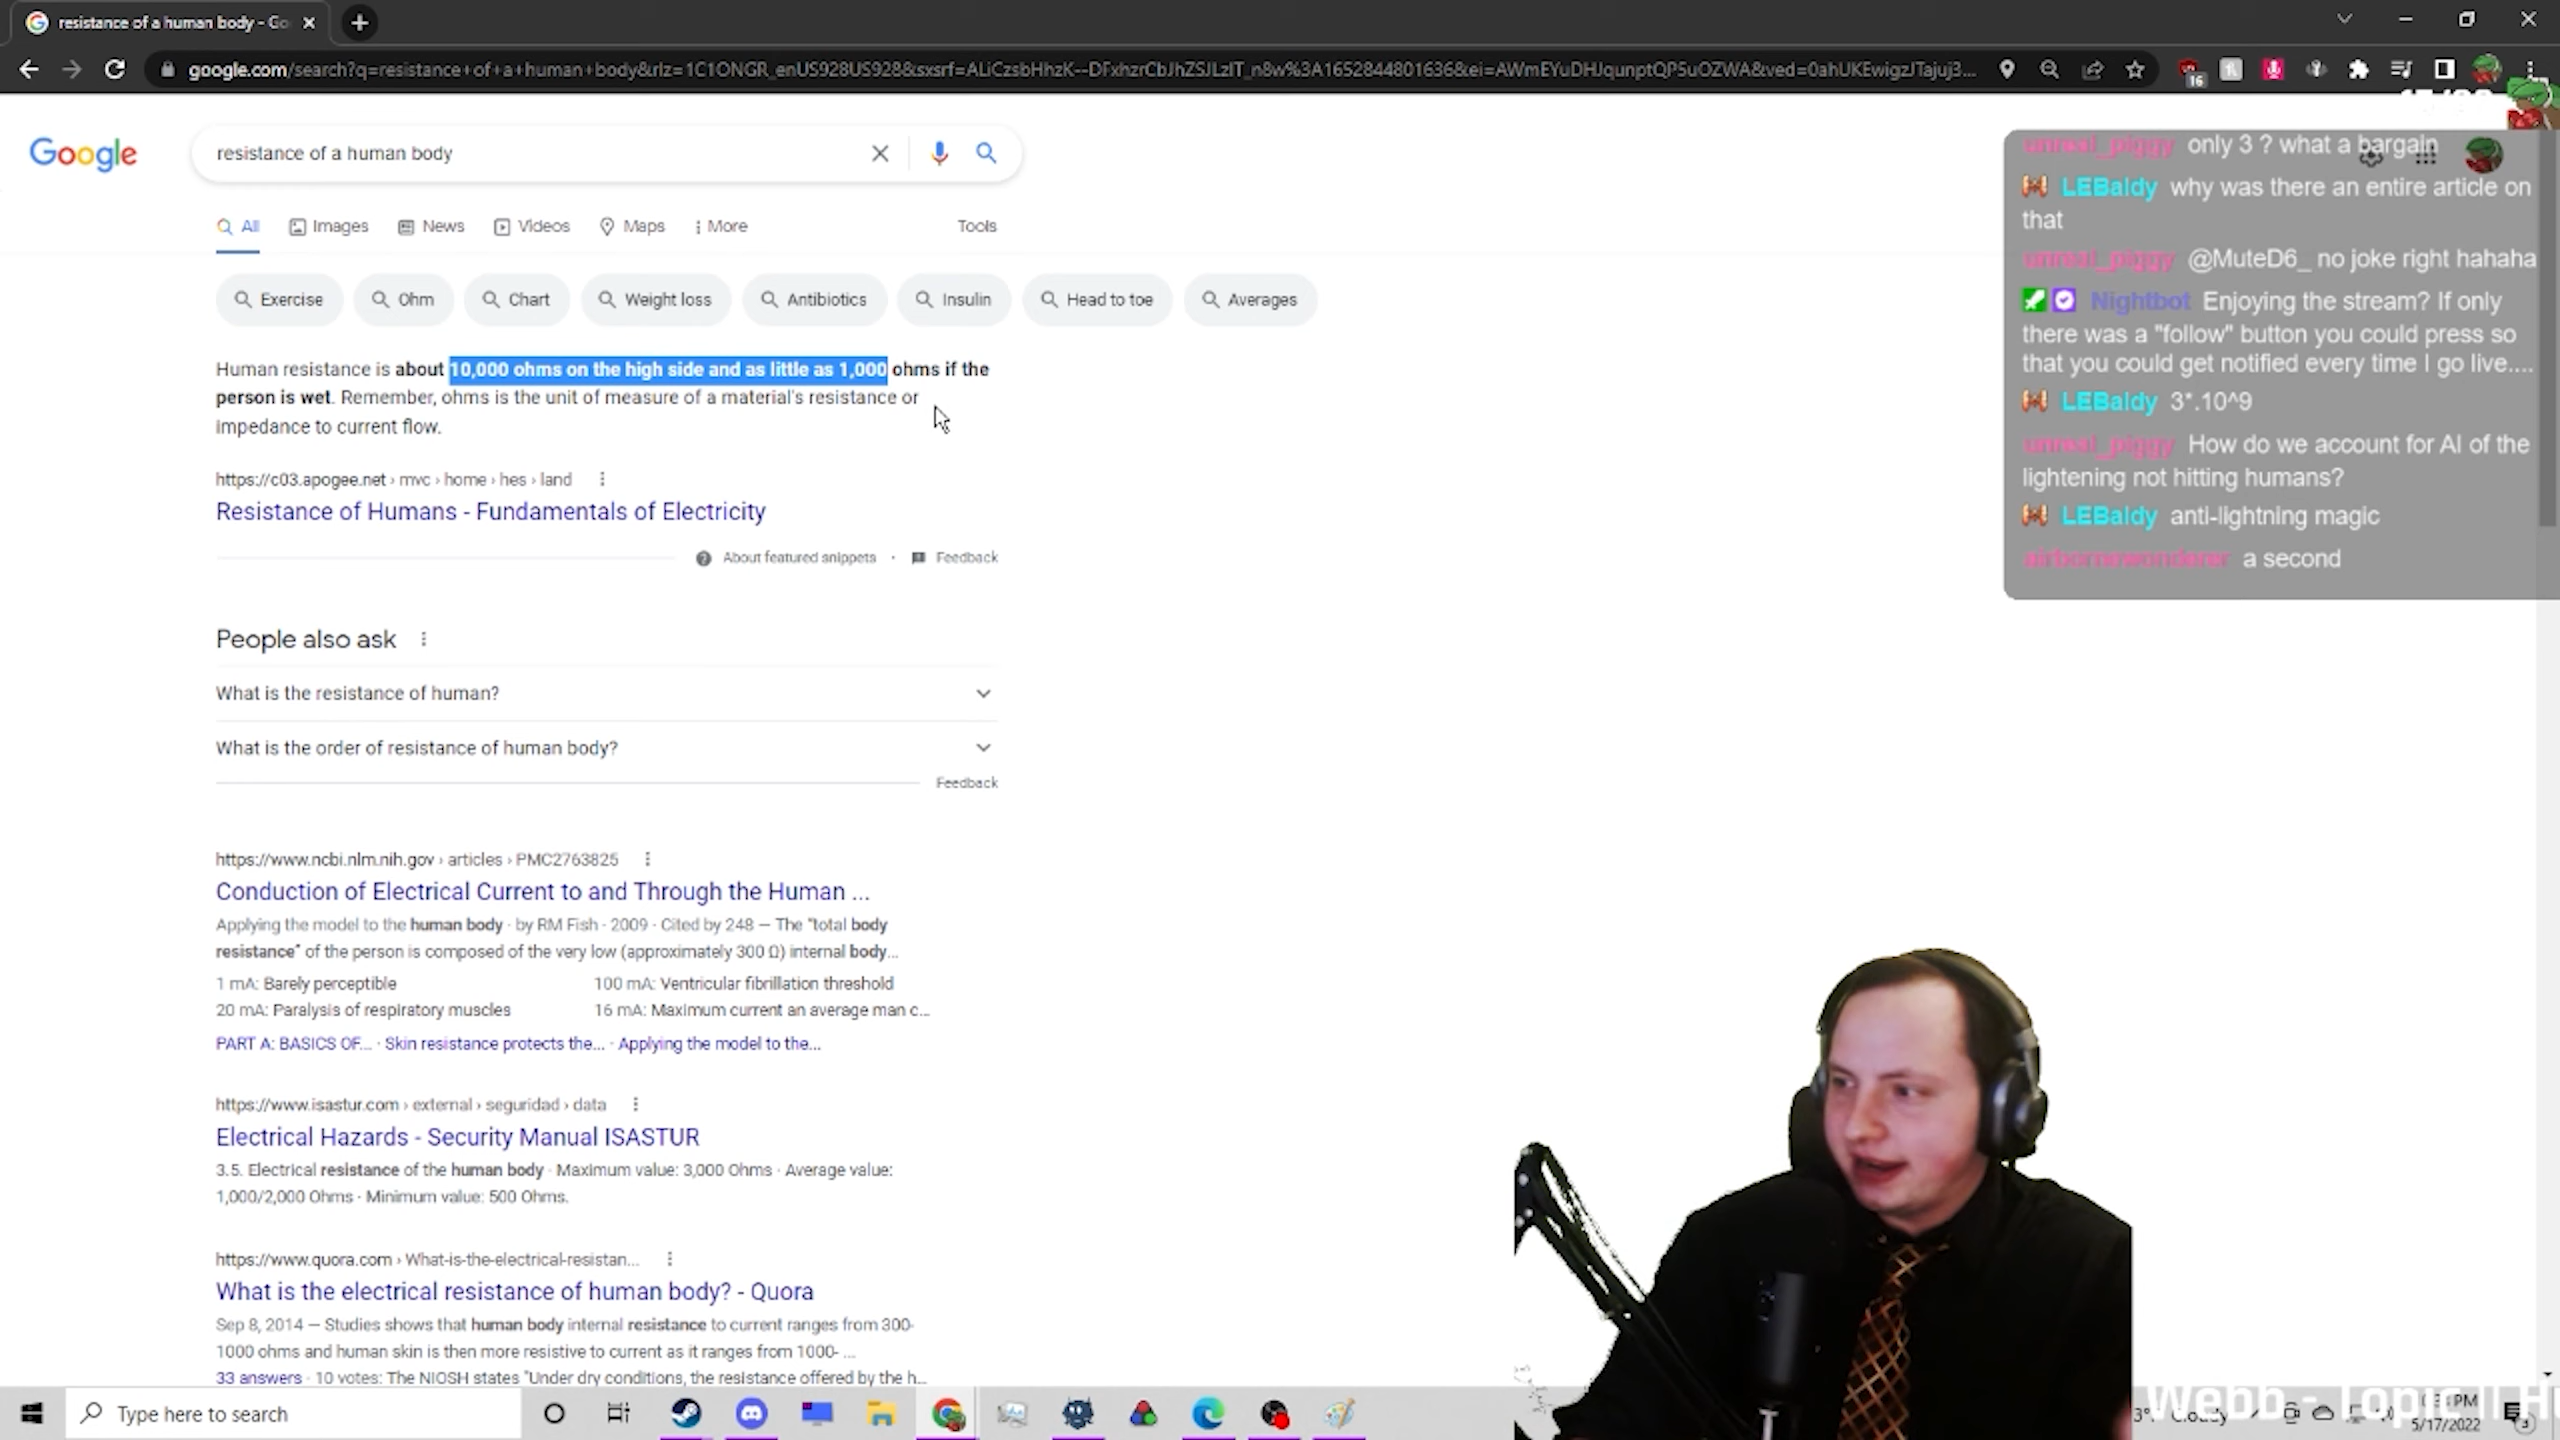 resistance of a human body - Go
google.com/search?q=resistance+of+a+human+body&rlz=1C1ONGR_enUS928US928&sxsrf=ALiCzsbHhzK--DFxhzrCbJhZSJLzIT_n8w%3A1652844801636&ei=AWmEYuDHJqunptQP5uOZWA&ved=0ahUKEwigzJTajuj3...
16
Google
resistance of a human body
All
Images
News
Videos
Maps
More
Tools
Exercise
Ohm
Chart
Weight loss
Antibiotics
Insulin
Head to toe
Averages
Human resistance is about 10,000 ohms on the high side and as little as 1,000 ohms if the
person is wet. Remember, ohms is the unit of measure of a material's resistance or
impedance to current flow.
https://c03.apogee.net › mvc › home › hes › land
Resistance of Humans - Fundamentals of Electricity
About featured snippets · Feedback
People also ask
What is the resistance of human?
What is the order of resistance of human body?
Feedback
https://www.ncbi.nlm.nih.gov › articles › PMC2763825
Conduction of Electrical Current to and Through the Human ...
Applying the model to the human body · by RM Fish · 2009 · Cited by 248 — The "total body
resistance" of the person is composed of the very low (approximately 300 Ω) internal body...
1 mA: Barely perceptible
100 mA: Ventricular fibrillation threshold
20 mA: Paralysis of respiratory muscles
16 mA: Maximum current an average man c...
PART A: BASICS OF... · Skin resistance protects the... · Applying the model to the...
https://www.isastur.com › external › seguridad › data
Electrical Hazards - Security Manual ISASTUR
3.5. Electrical resistance of the human body · Maximum value: 3,000 Ohms · Average value:
1,000/2,000 Ohms · Minimum value: 500 Ohms.
https://www.quora.com › What-is-the-electrical-resistan...
What is the electrical resistance of human body? - Quora
Sep 8, 2014 — Studies shows that human body internal resistance to current ranges from 300-
1000 ohms and human skin is then more resistive to current as it ranges from 1000- ...
33 answers · 10 votes: The NIOSH states "Under dry conditions, the resistance offered by the h...
unreal_piggy only 3 ? what a bargain
LEBaldy why was there an entire article on
that
unreal_piggy @MuteD6_ no joke right hahaha
Nightbot Enjoying the stream? If only
there was a "follow" button you could press so
that you could get notified every time I go live....
LEBaldy 3*.10^9
unreal_piggy How do we account for AI of the
lightening not hitting humans?
LEBaldy anti-lightning magic
airbornewonderer a second
Type here to search
Cloudy
PM
5/17/2022
3
Webb - Topic ||